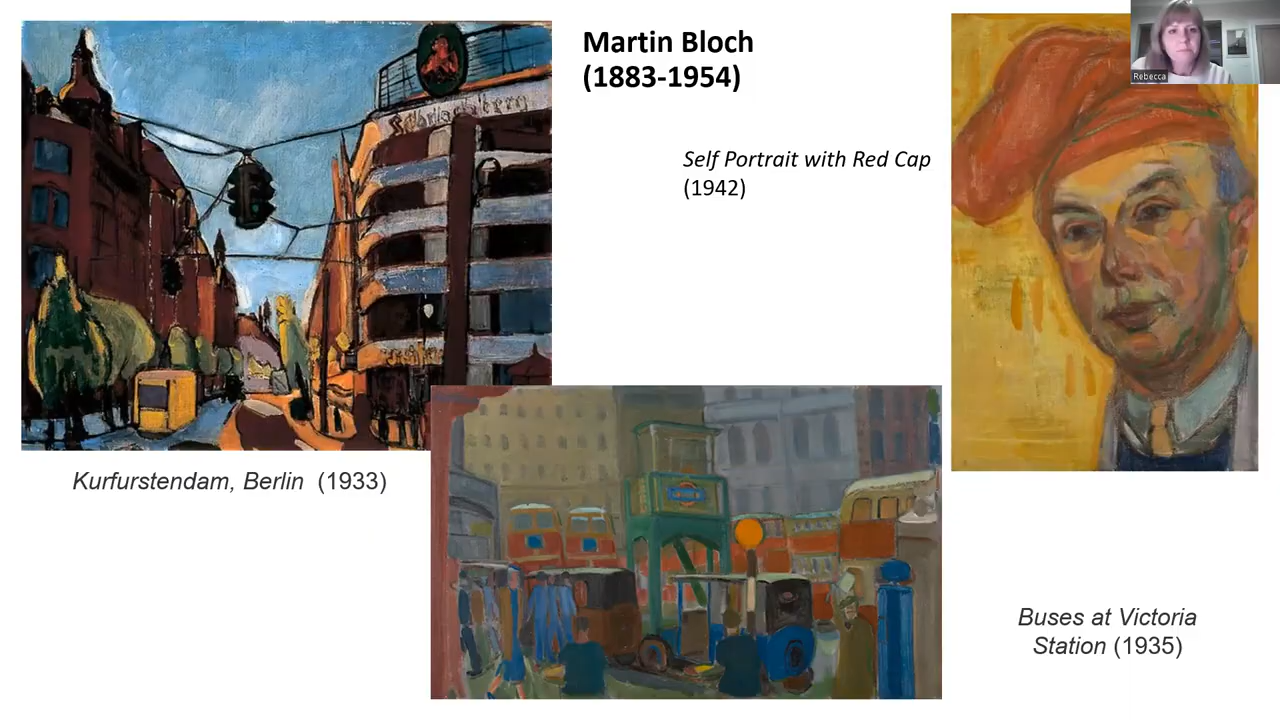 Martin Bloch
(1883-1954)
Rebecca
Self Portrait with Red Cap
(1942)
Kurfurstendam, Berlin (1933)
Buses at Victoria
Station (1935)